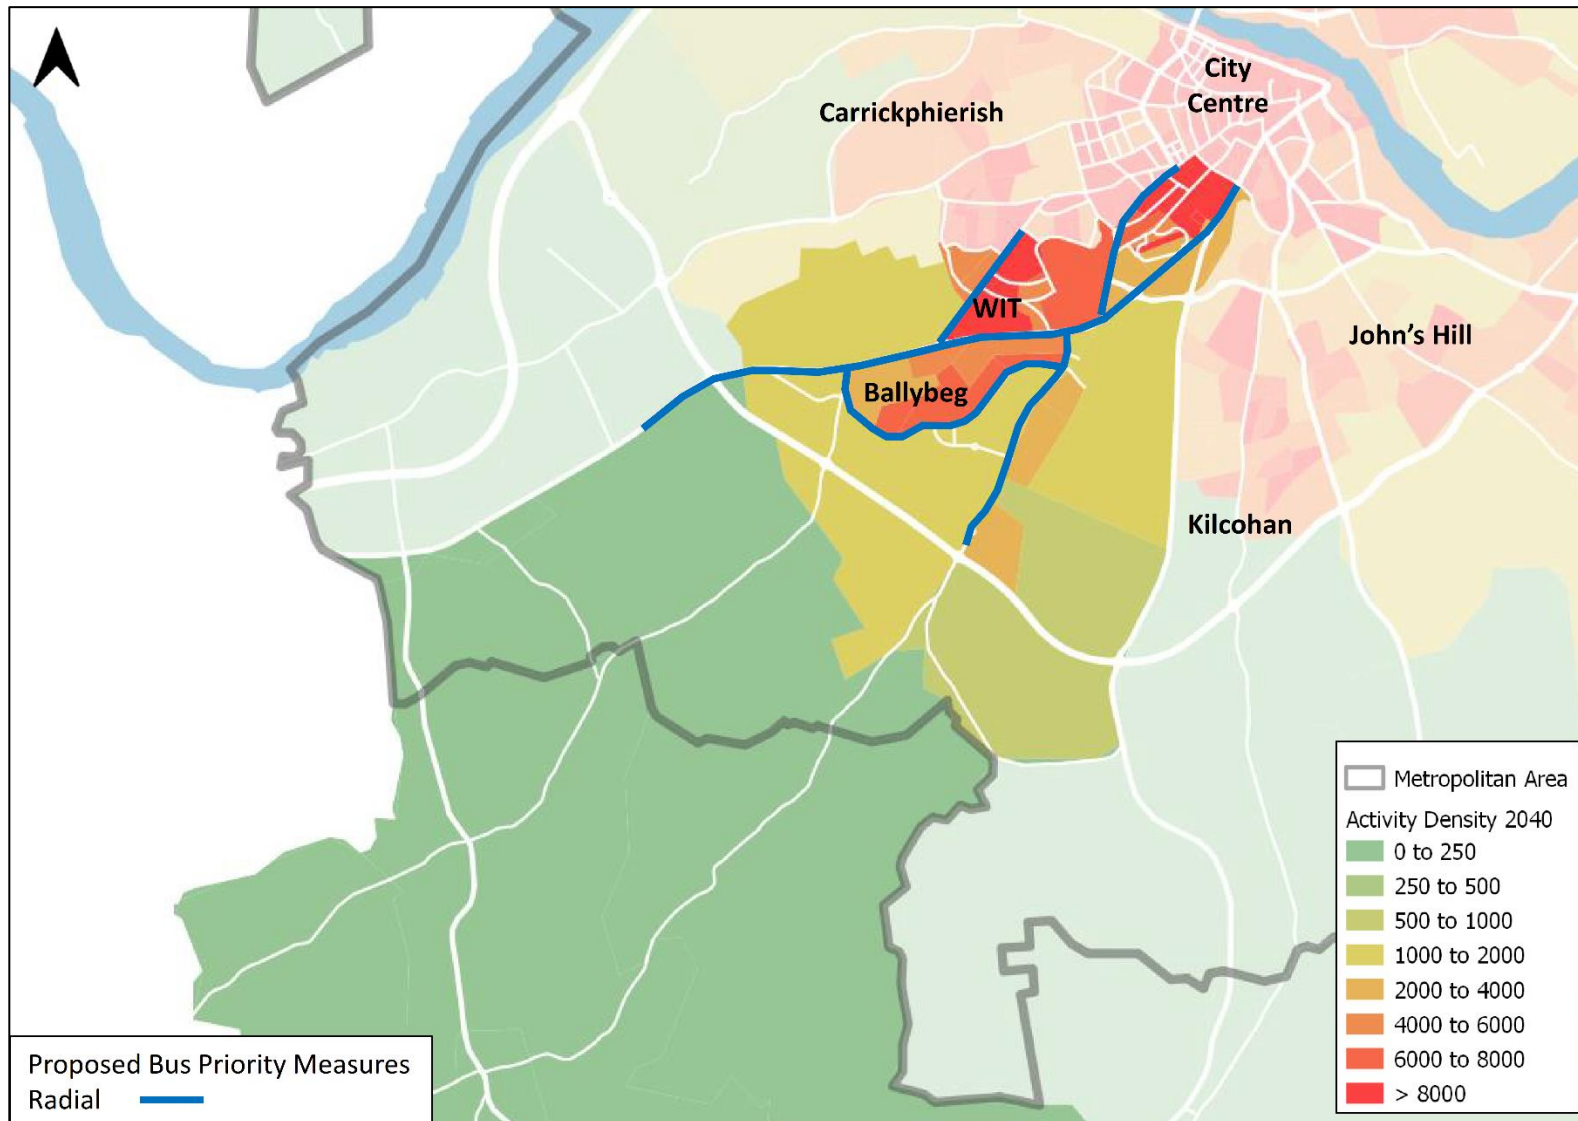 City
Centre
Carrickphierish
WIT
John's Hill
Ballybeg
Kilcohan
Metropolitan Area
Activity Density 2040
0 to 250
250 to 500
500 to 1000
1000 to 2000
2000 to 4000
4000 to 6000
6000 to 8000
> 8000
Proposed Bus Priority Measures
Radial